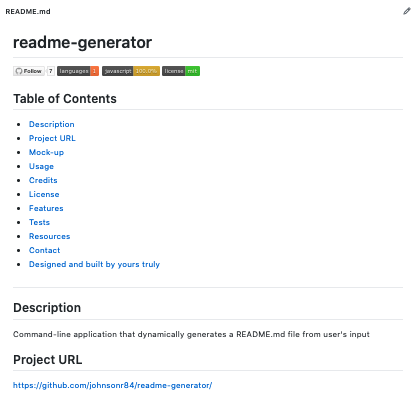 README.md
readme-generator
Follow 7 languages 1 javascript 100.0% license mit
Table of Contents
Description
Project URL
Mock-up
Usage
Credits
License
Features
Tests
Resources
Contact
Designed and built by yours truly
Description
Command-line application that dynamically generates a README.md file from user's input
Project URL
https://github.com/johnsonr84/readme-generator/